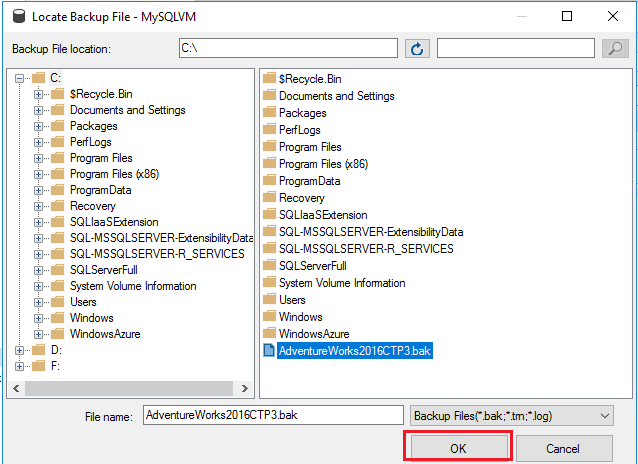 Locate Backup File - MySQLVM
Backup File location: C:\
C:
$Recycle.Bin
Documents and Settings
Packages
PerfLogs
Program Files
Program Files (x86)
ProgramData
Recovery
SQLIaaSExtension
SQL-MSSQLSERVER-ExtensibilityData
SQL-MSSQLSERVER-R_SERVICES
SQLServerFull
System Volume Information
Users
Windows
WindowsAzure
D:
F:
$Recycle.Bin
Documents and Settings
Packages
PerfLogs
Program Files
Program Files (x86)
ProgramData
Recovery
SQLIaaSExtension
SQL-MSSQLSERVER-ExtensibilityData
SQL-MSSQLSERVER-R_SERVICES
SQLServerFull
System Volume Information
Users
Windows
WindowsAzure
AdventureWorks2016CTP3.bak
File name: AdventureWorks2016CTP3.bak Backup Files(*.bak;*.trn;*.log)
OK Cancel